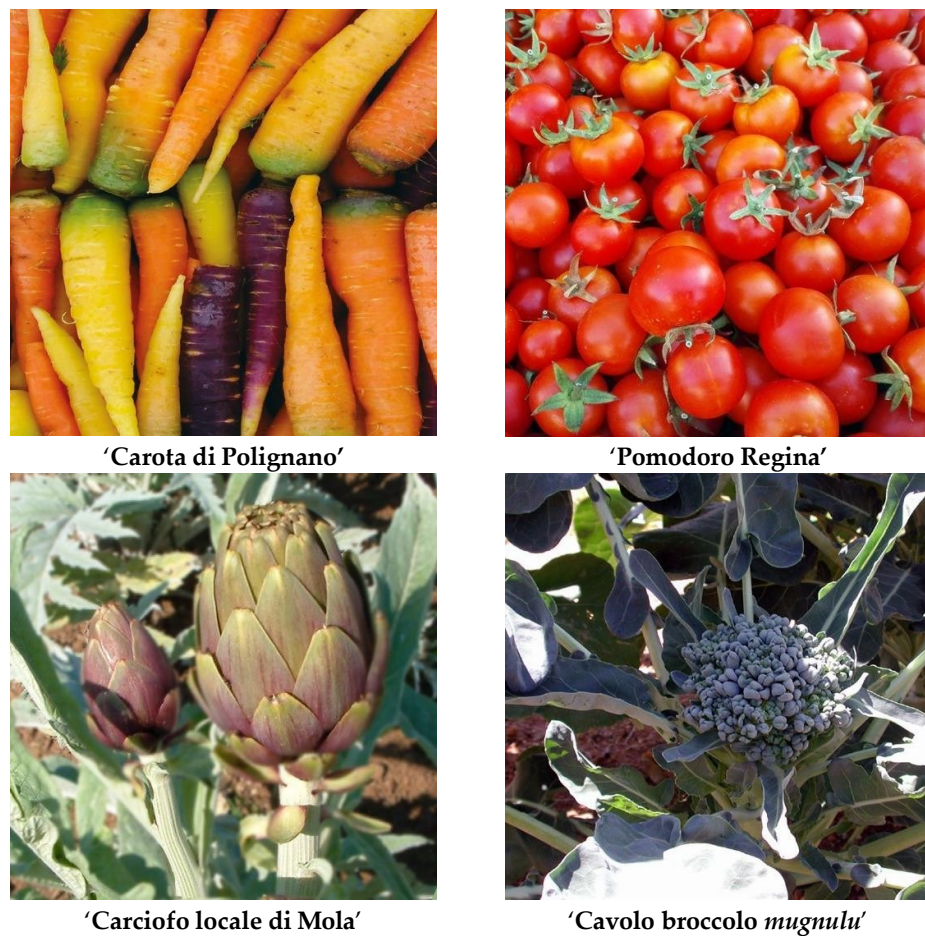 ‘Carota di Polignano’
‘Pomodoro Regina’
‘Carciofo locale di Mola’
‘Cavolo broccolo mugnulu’